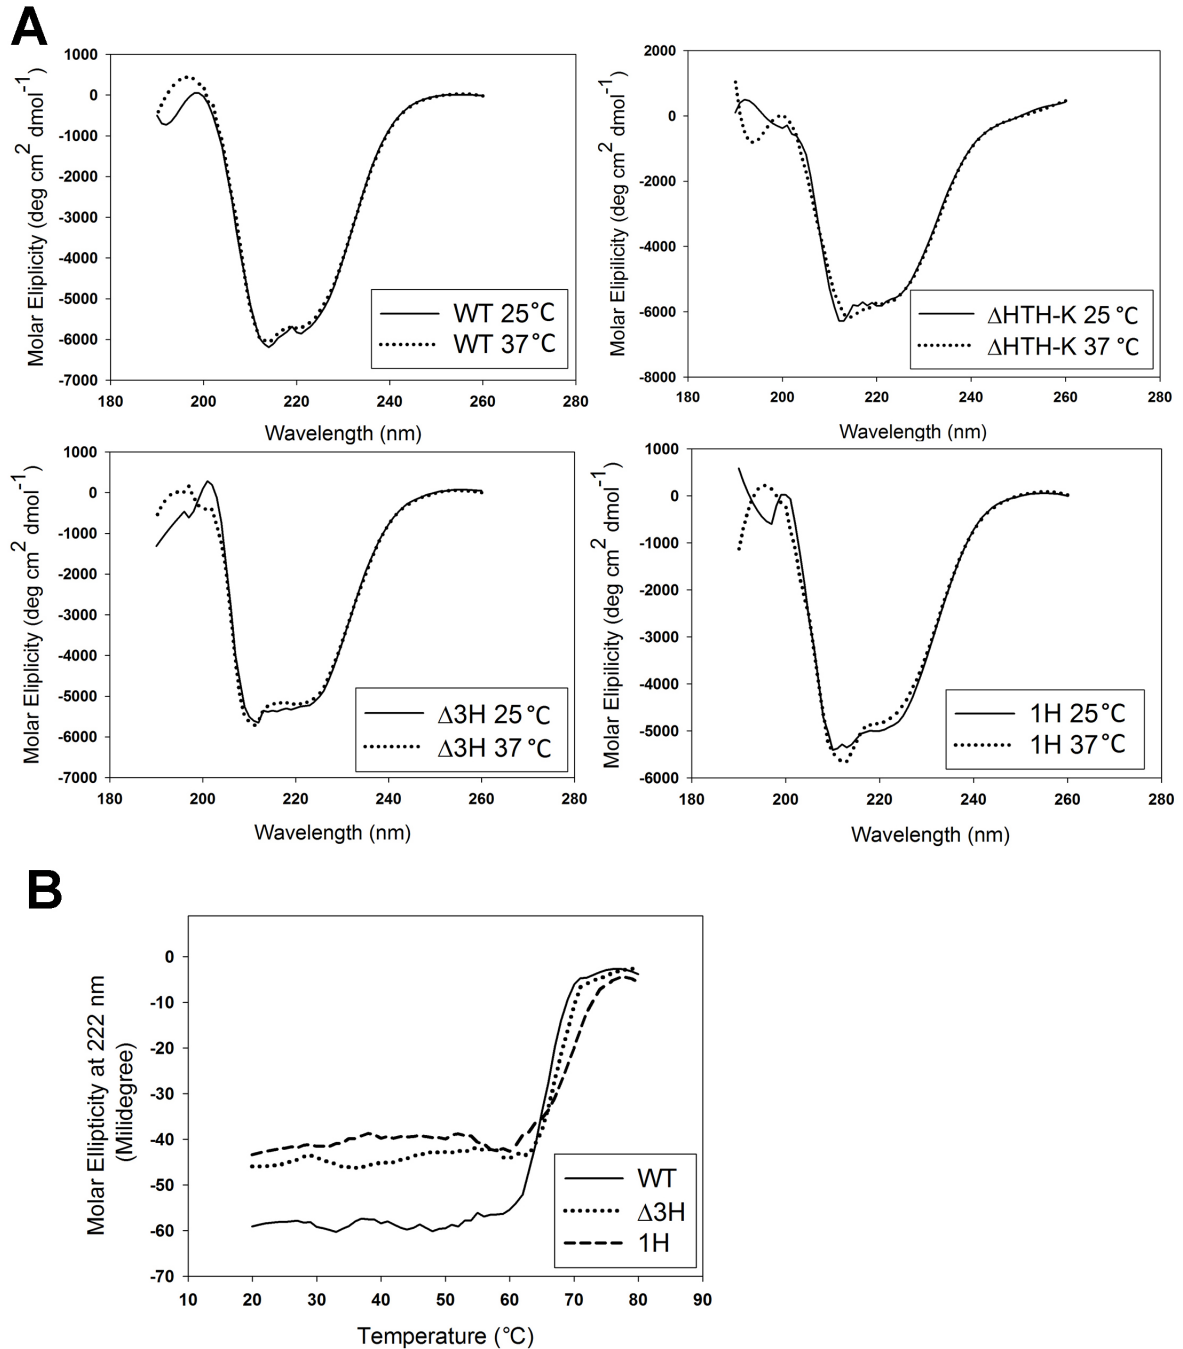 A
Molar Eliplicity (deg cm2 dmol-1)
1000
0
-1000
-2000
-3000
-4000
-5000
-6000
-7000
WT 25°C
WT 37°C
180 200 220 240 260 280
Wavelength (nm)
Molar Elipilicity (deg cm2 dmol-1)
2000
0
-2000
-4000
-6000
-8000
ΔHTH-K 25 °C
ΔHTH-K 37 °C
180 200 220 240 260 280
Wavelength (nm)
Molar Eliplicity (deg cm2 dmol-1)
1000
0
-1000
-2000
-3000
-4000
-5000
-6000
-7000
Δ3H 25°C
Δ3H 37°C
180 200 220 240 260 280
Wavelength (nm)
Molar Elipilicity (deg cm2 dmol-1)
1000
0
-1000
-2000
-3000
-4000
-5000
-6000
1H 25°C
1H 37°C
180 200 220 240 260 280
Wavelength (nm)
B
Molar Ellipticity at 222 nm
(Milidegree)
0
-10
-20
-30
-40
-50
-60
-70
WT
Δ3H
1H
10 20 30 40 50 60 70 80 90
Temperature (°C)